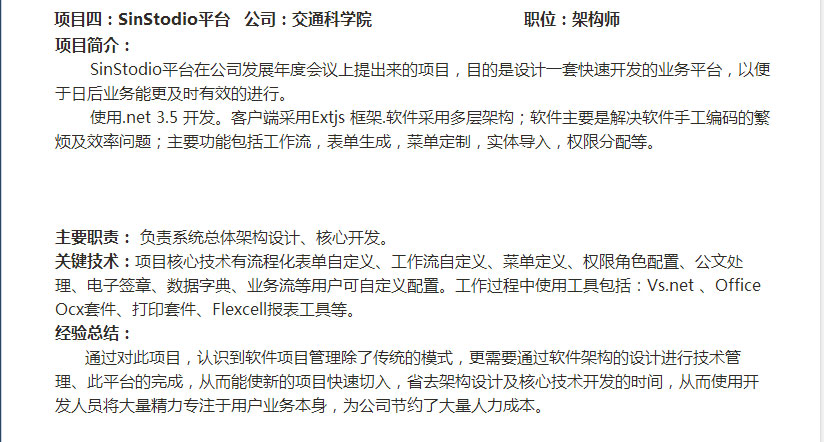 项目四：SinStodio平台 公司：交通科学院 职位：架构师
项目简介：
SinStodio平台在公司发展年度会议上提出来的项目，目的是设计一套快速开发的业务平台，以便
于日后业务能更及时有效的进行。
使用.net 3.5 开发。客户端采用Extjs 框架.软件采用多层架构；软件主要是解决软件手工编码的繁
烦及效率问题；主要功能包括工作流，表单生成，菜单定制，实体导入，权限分配等。
主要职责： 负责系统总体架构设计、核心开发。
关键技术：项目核心技术有流程化表单自定义、工作流自定义、菜单定义、权限角色配置、公文处
理、电子签章、数据字典、业务流等用户可自定义配置。工作过程中使用工具包括：Vs.net 、Office
Ocx套件、打印套件、Flexcell报表工具等。
经验总结：
通过对此项目，认识到软件项目管理除了传统的模式，更需要通过软件架构的设计进行技术管
理、此平台的完成，从而能使新的项目快速切入，省去架构设计及核心技术开发的时间，从而使用开
发人员将大量精力专注于用户业务本身，为公司节约了大量人力成本。